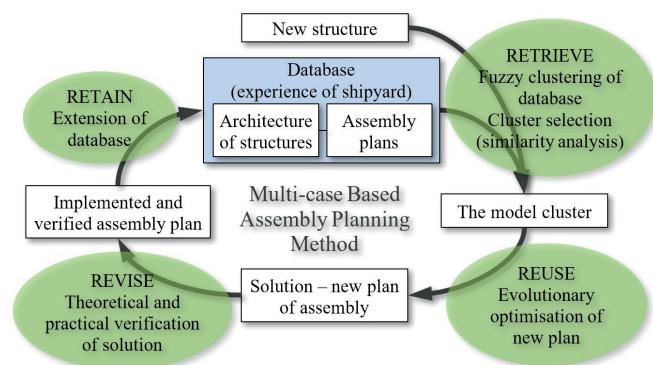 New structure
RETRIEVE
Fuzzy clustering of
database
Cluster selection
(similarity analysis)
Database
(experience of shipyard)
Architecture
of structures
Assembly
plans
RETAIN
Extension of
database
Implemented and
verified assembly plan
Multi-case Based
Assembly Planning
Method
The model cluster
REVISE
Theoretical and
practical verification
of solution
Solution – new plan
of assembly
REUSE
Evolutionary
optimisation of
new plan